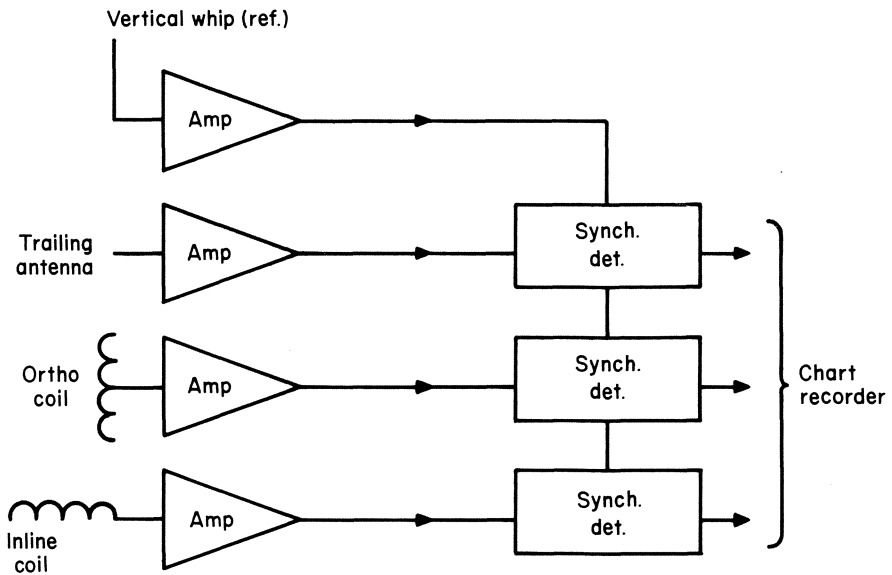 Vertical whip (ref.)
Amp
Trailing
antenna
Amp
Synch.
det.
Ortho
coil
Amp
Synch.
det.
Chart
recorder
Inline
coil
Amp
Synch.
det.